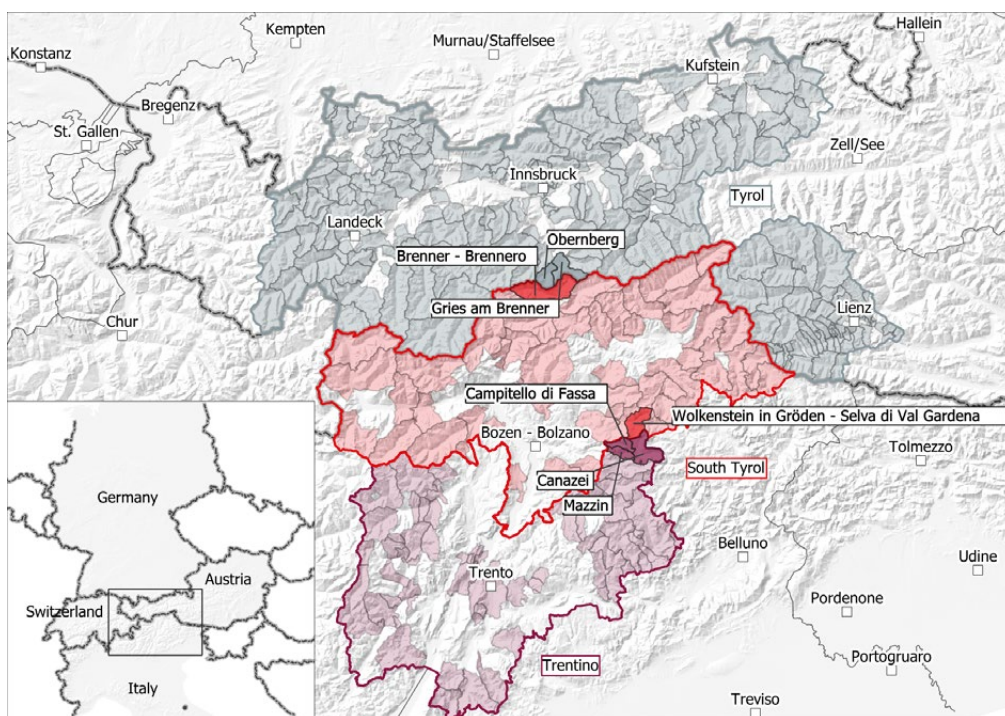 Hallein
Kempten
Murnau/Staffelsee
Konstanz
Kufstein
Bregenz
St. Gallen
Zell/See
Innsbruck
Tyrol
Landeck
Obernberg
Brenner - Brennero
Gries am Brenner
Lienz
Chur
Campitello di Fassa
Wolkenstein in Gröden - Selva di Val Gardena
Bozen - Bolzano
Tolmezzo
South Tyrol
Canazei
Mazzin
Germany
Belluno
Udine
Trento
Austria
Switzerland
Pordenone
Trentino
Portogruaro
Italy
Treviso